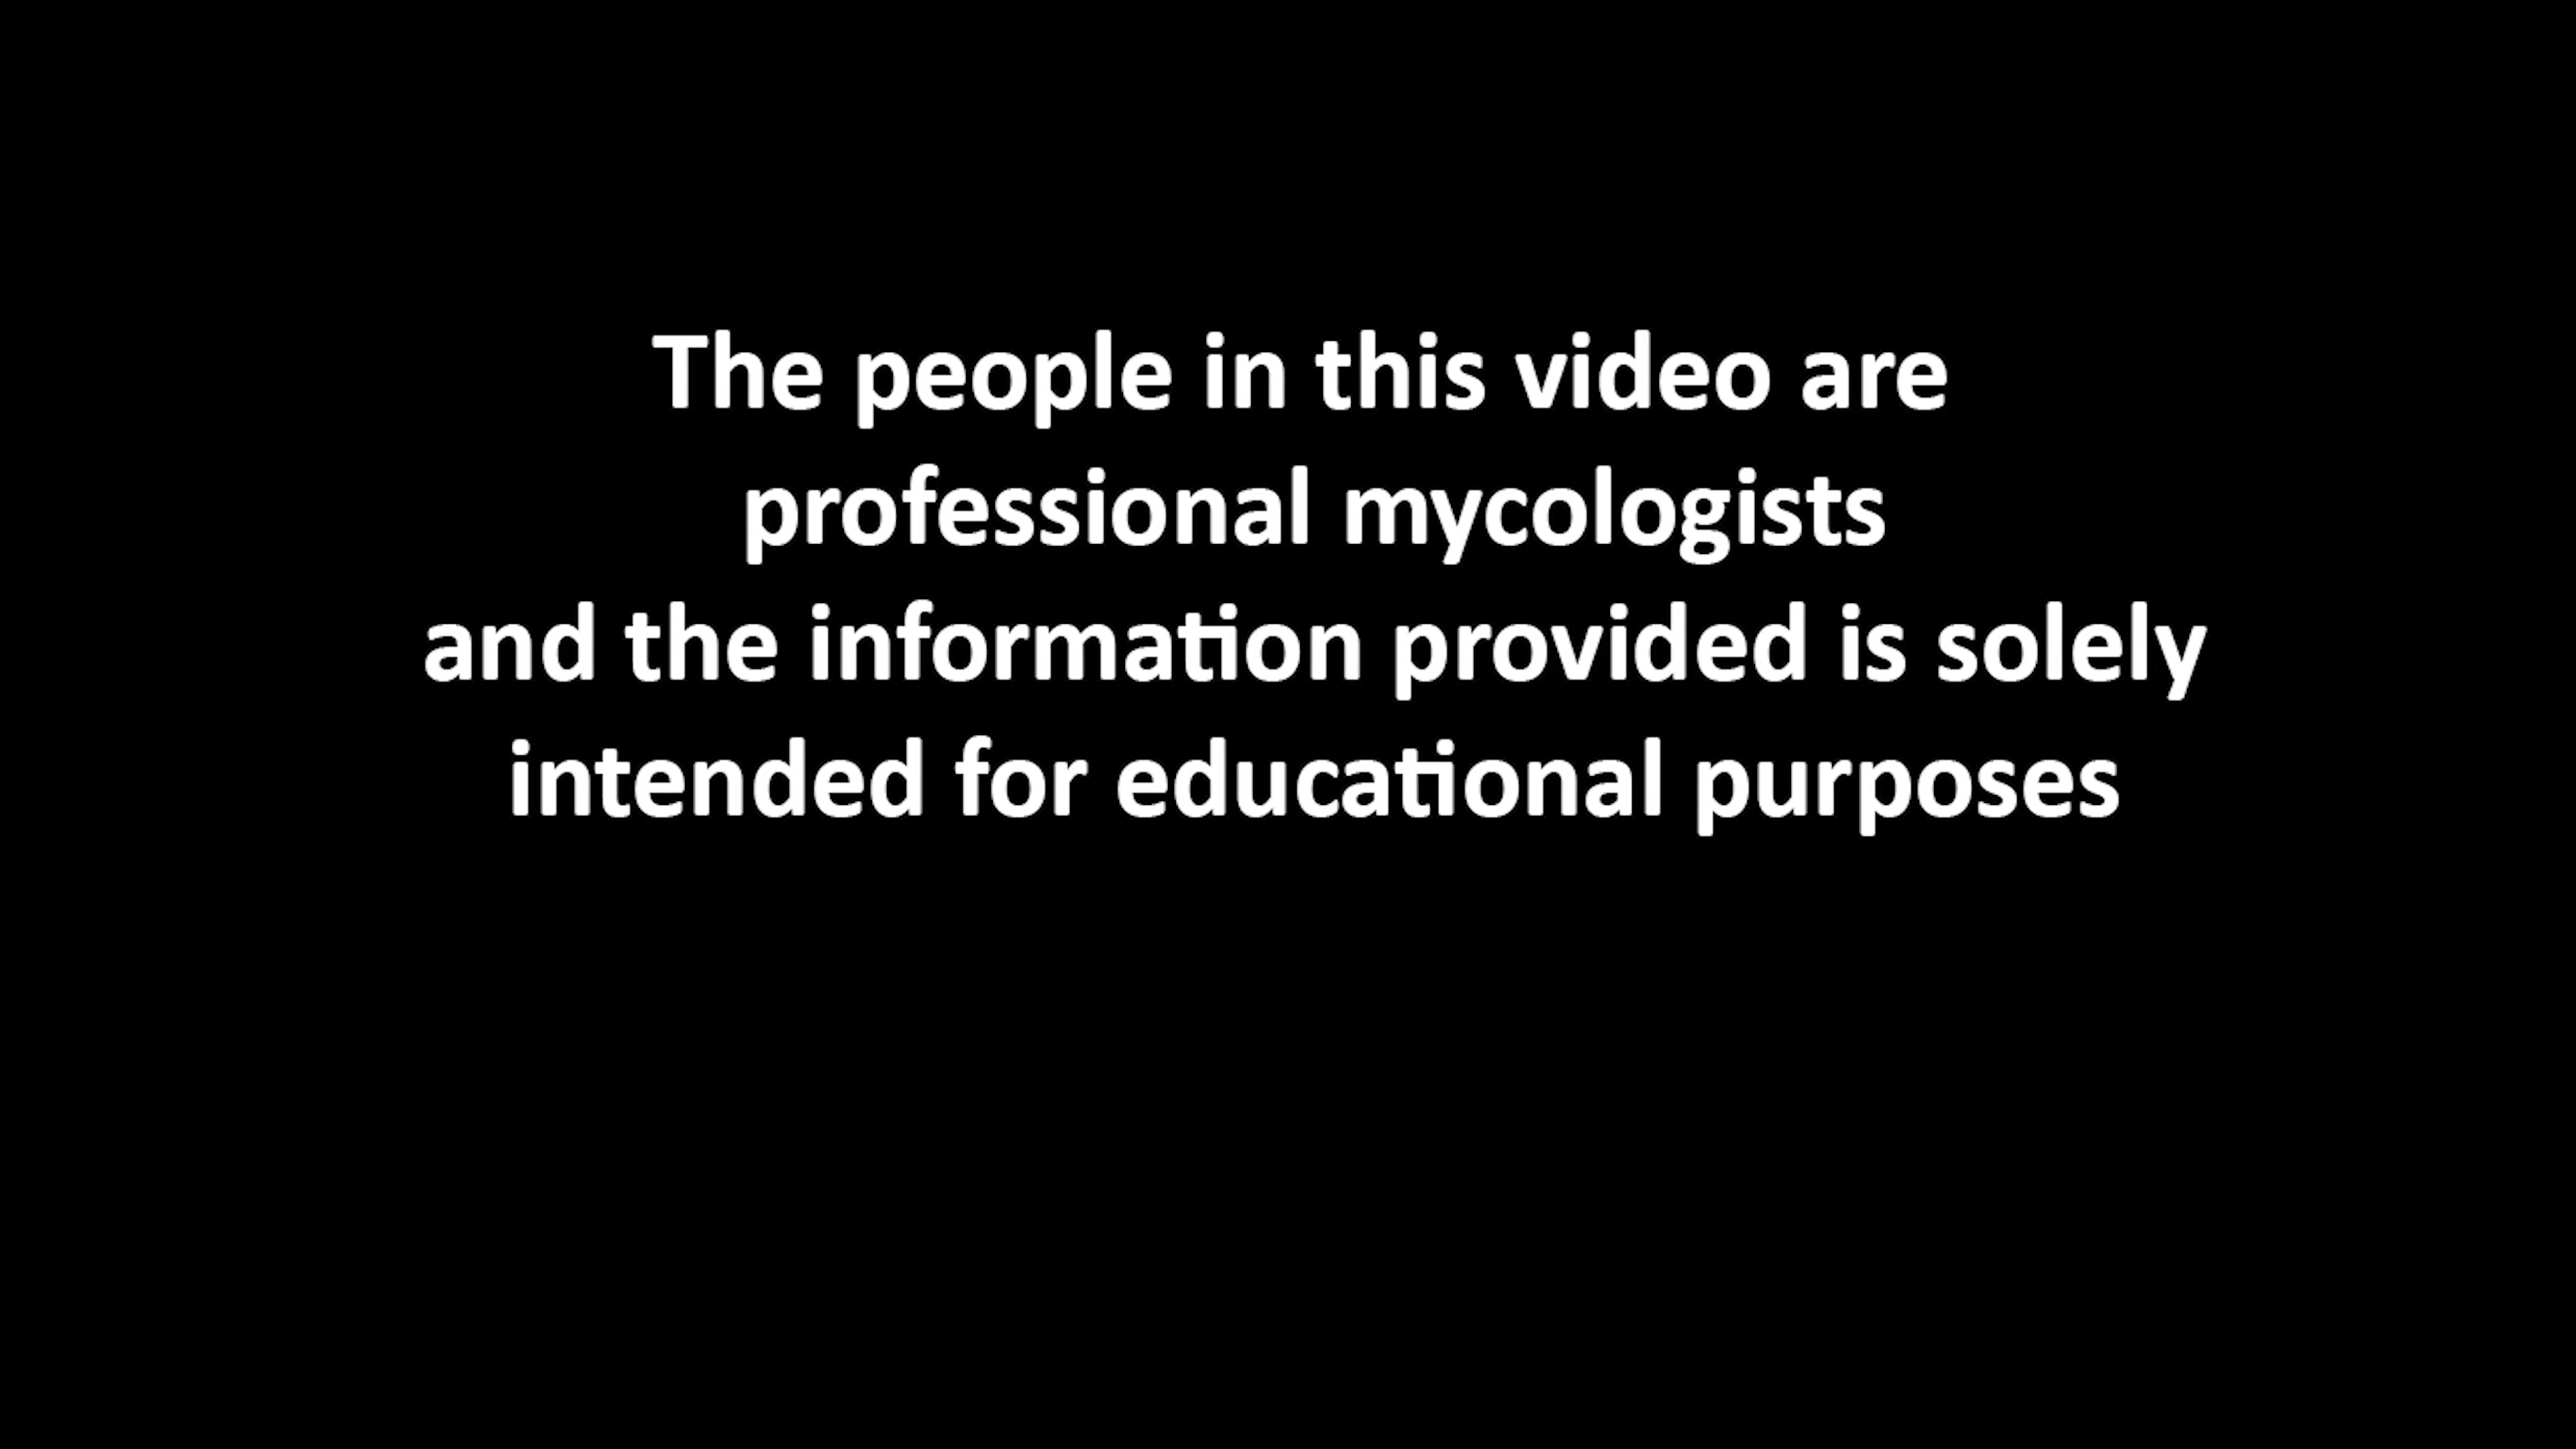 The people in this video are
professional mycologists
and the information provided is solely
intended for educational purposes